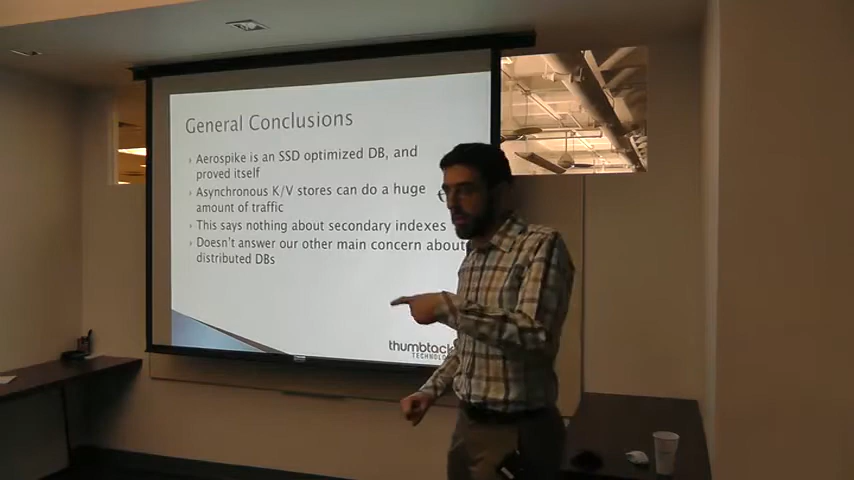 General Conclusions
Aerospike is an SSD optimized DB, and
proved itself
Asynchronous K/V stores can do a huge
amount of traffic
This says nothing about secondary indexes
Doesn't answer our other main concern about
distributed DBs
thumbtack